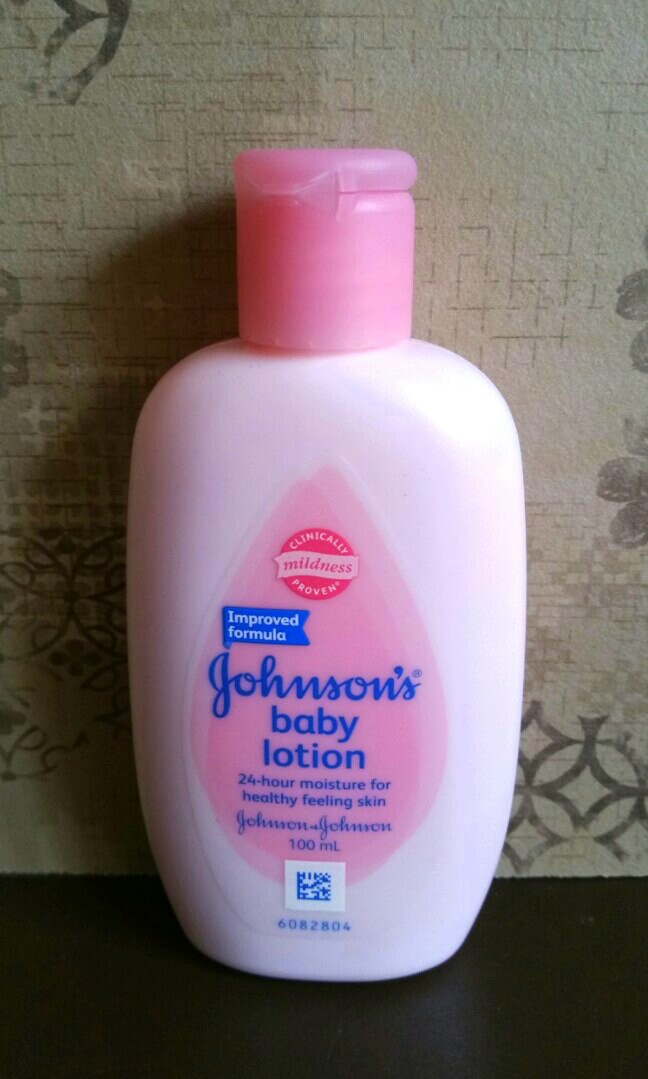 CLINICALLY
mildness
PROVEN®
Improved
formula
Johnson's®
baby
lotion
24-hour moisture for
healthy feeling skin
Johnson & Johnson
100 mL
6082804